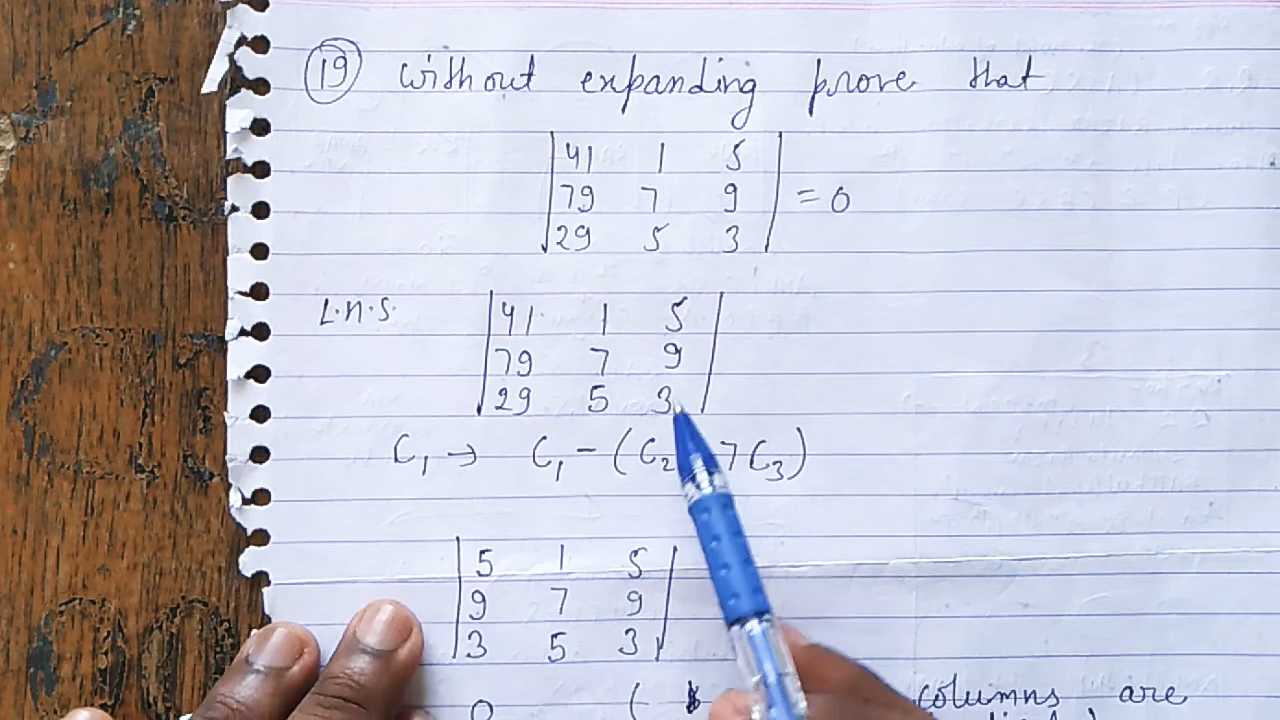 19 Without expanding prove that
| 41 1 5 |
| 79 7 9 | = 0
| 29 5 3 |
L.H.S. | 41 1 5 |
| 79 7 9 |
| 29 5 3 |
C₁ → C₁ - (C₂ 7C₃)
| 5 1 5 |
| 9 7 9 |
| 3 5 3 |
0 ( columns are